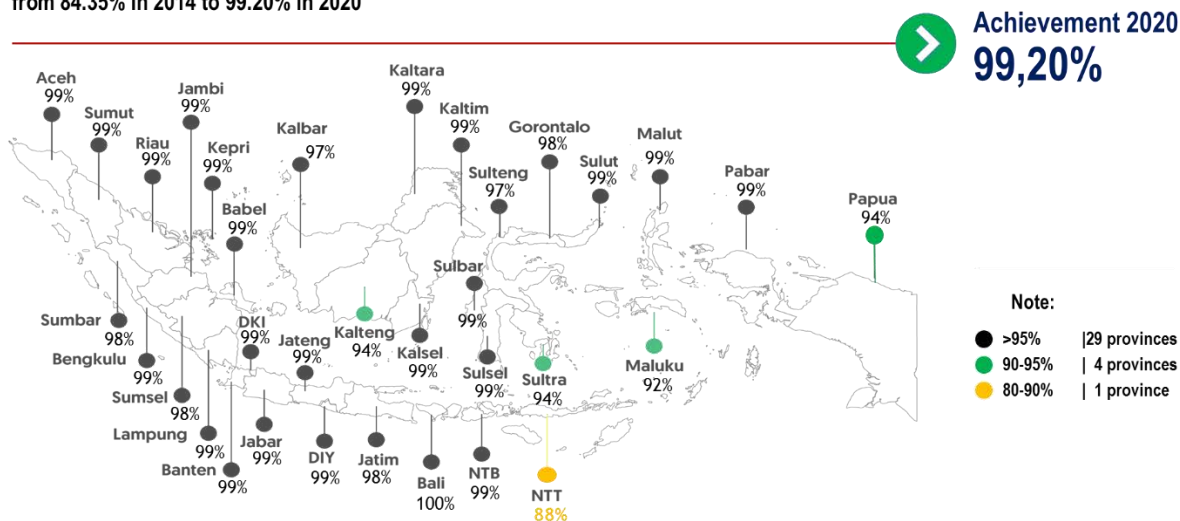 from 84.35% in 2014 to 99.20% in 2020
Achievement 2020
99,20%
Aceh
99%
Sumut
99%
Riau
99%
Jambi
99%
Kepri
99%
Babel
99%
Kalbar
97%
Kaltara
99%
Kaltim
99%
Sulteng
97%
Gorontalo
98%
Sulut
99%
Malut
99%
Pabar
99%
Papua
94%
Sulbar
99%
Sumbar
98%
Bengkulu
99%
Sumsel
98%
Lampung
99%
Banten
99%
DKI
99%
Jabar
99%
Jateng
99%
DIY
99%
Jatim
98%
Kalteng
94%
Kalsel
99%
Bali
100%
Sulsel
99%
NTB
99%
Sultra
94%
NTT
88%
Maluku
92%
Note:
>95% |29 provinces
90-95% | 4 provinces
80-90% | 1 province